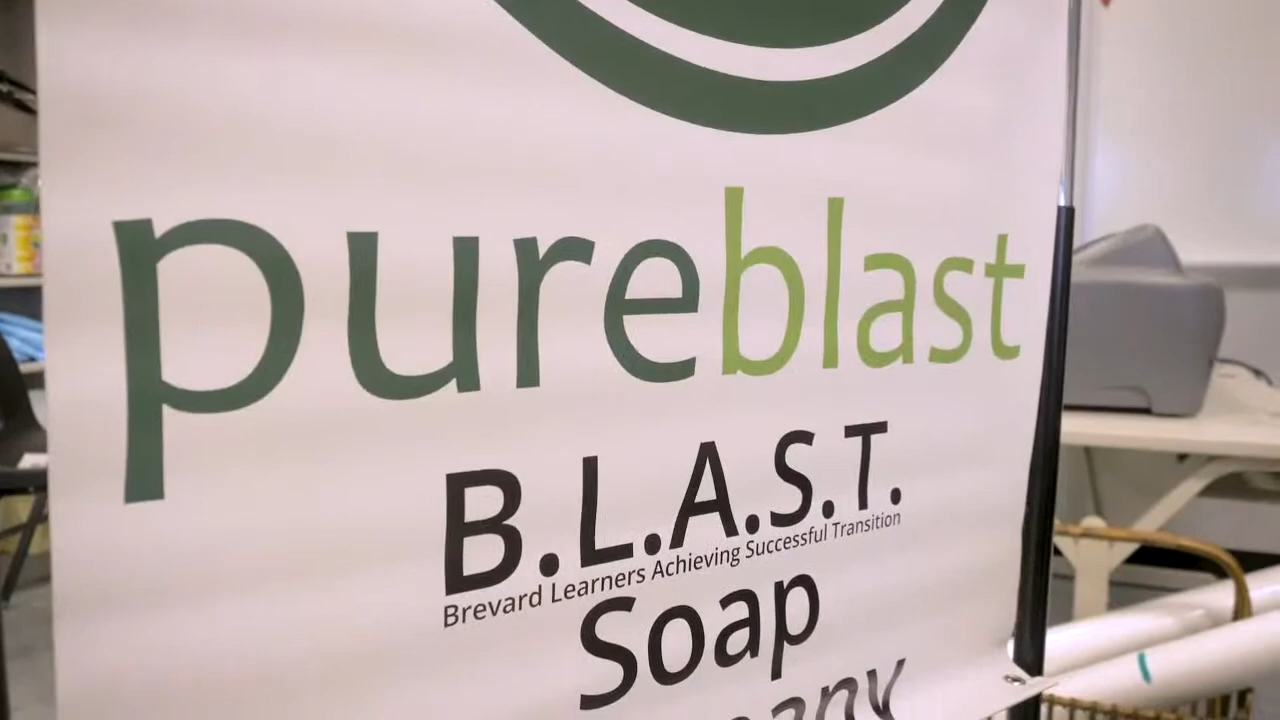 pureblast
B.L.A.S.T.
Brevard Learners Achieving Successful Transition
Soap